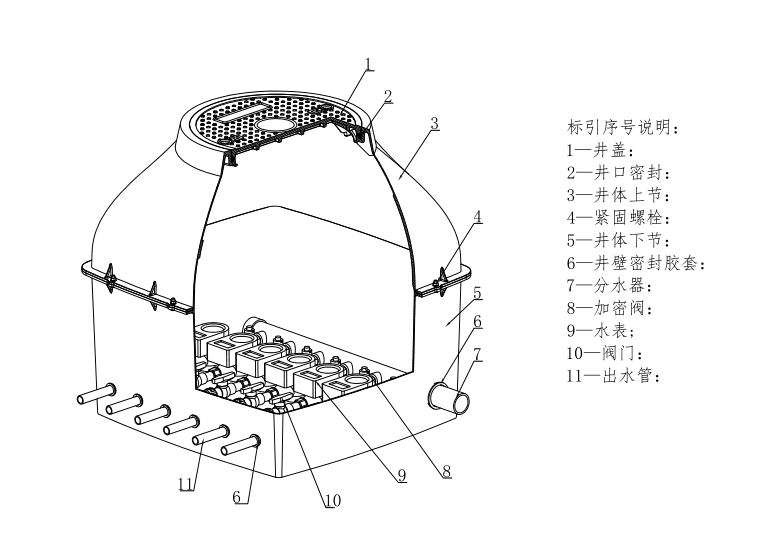 1
2
3
4
5
6
7
8
9
10
6
11
标引序号说明：
1—井盖；
2—井口密封；
3—井体上节；
4—紧固螺栓；
5—井体下节；
6—井壁密封胶套；
7—分水器；
8—加密阀；
9—水表;
10—阀门；
11—出水管；